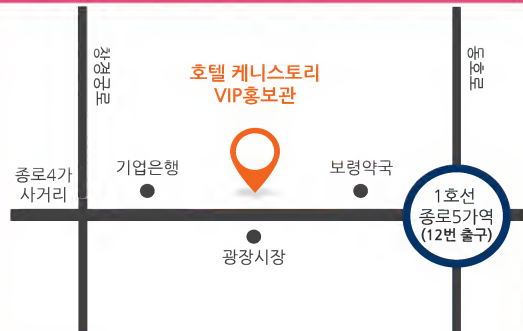 창경궁로
동호로
호텔 케니스토리
VIP홍보관
종로4가
사거리
기업은행
보령약국
1호선
종로5가역
(12번 출구)
광장시장